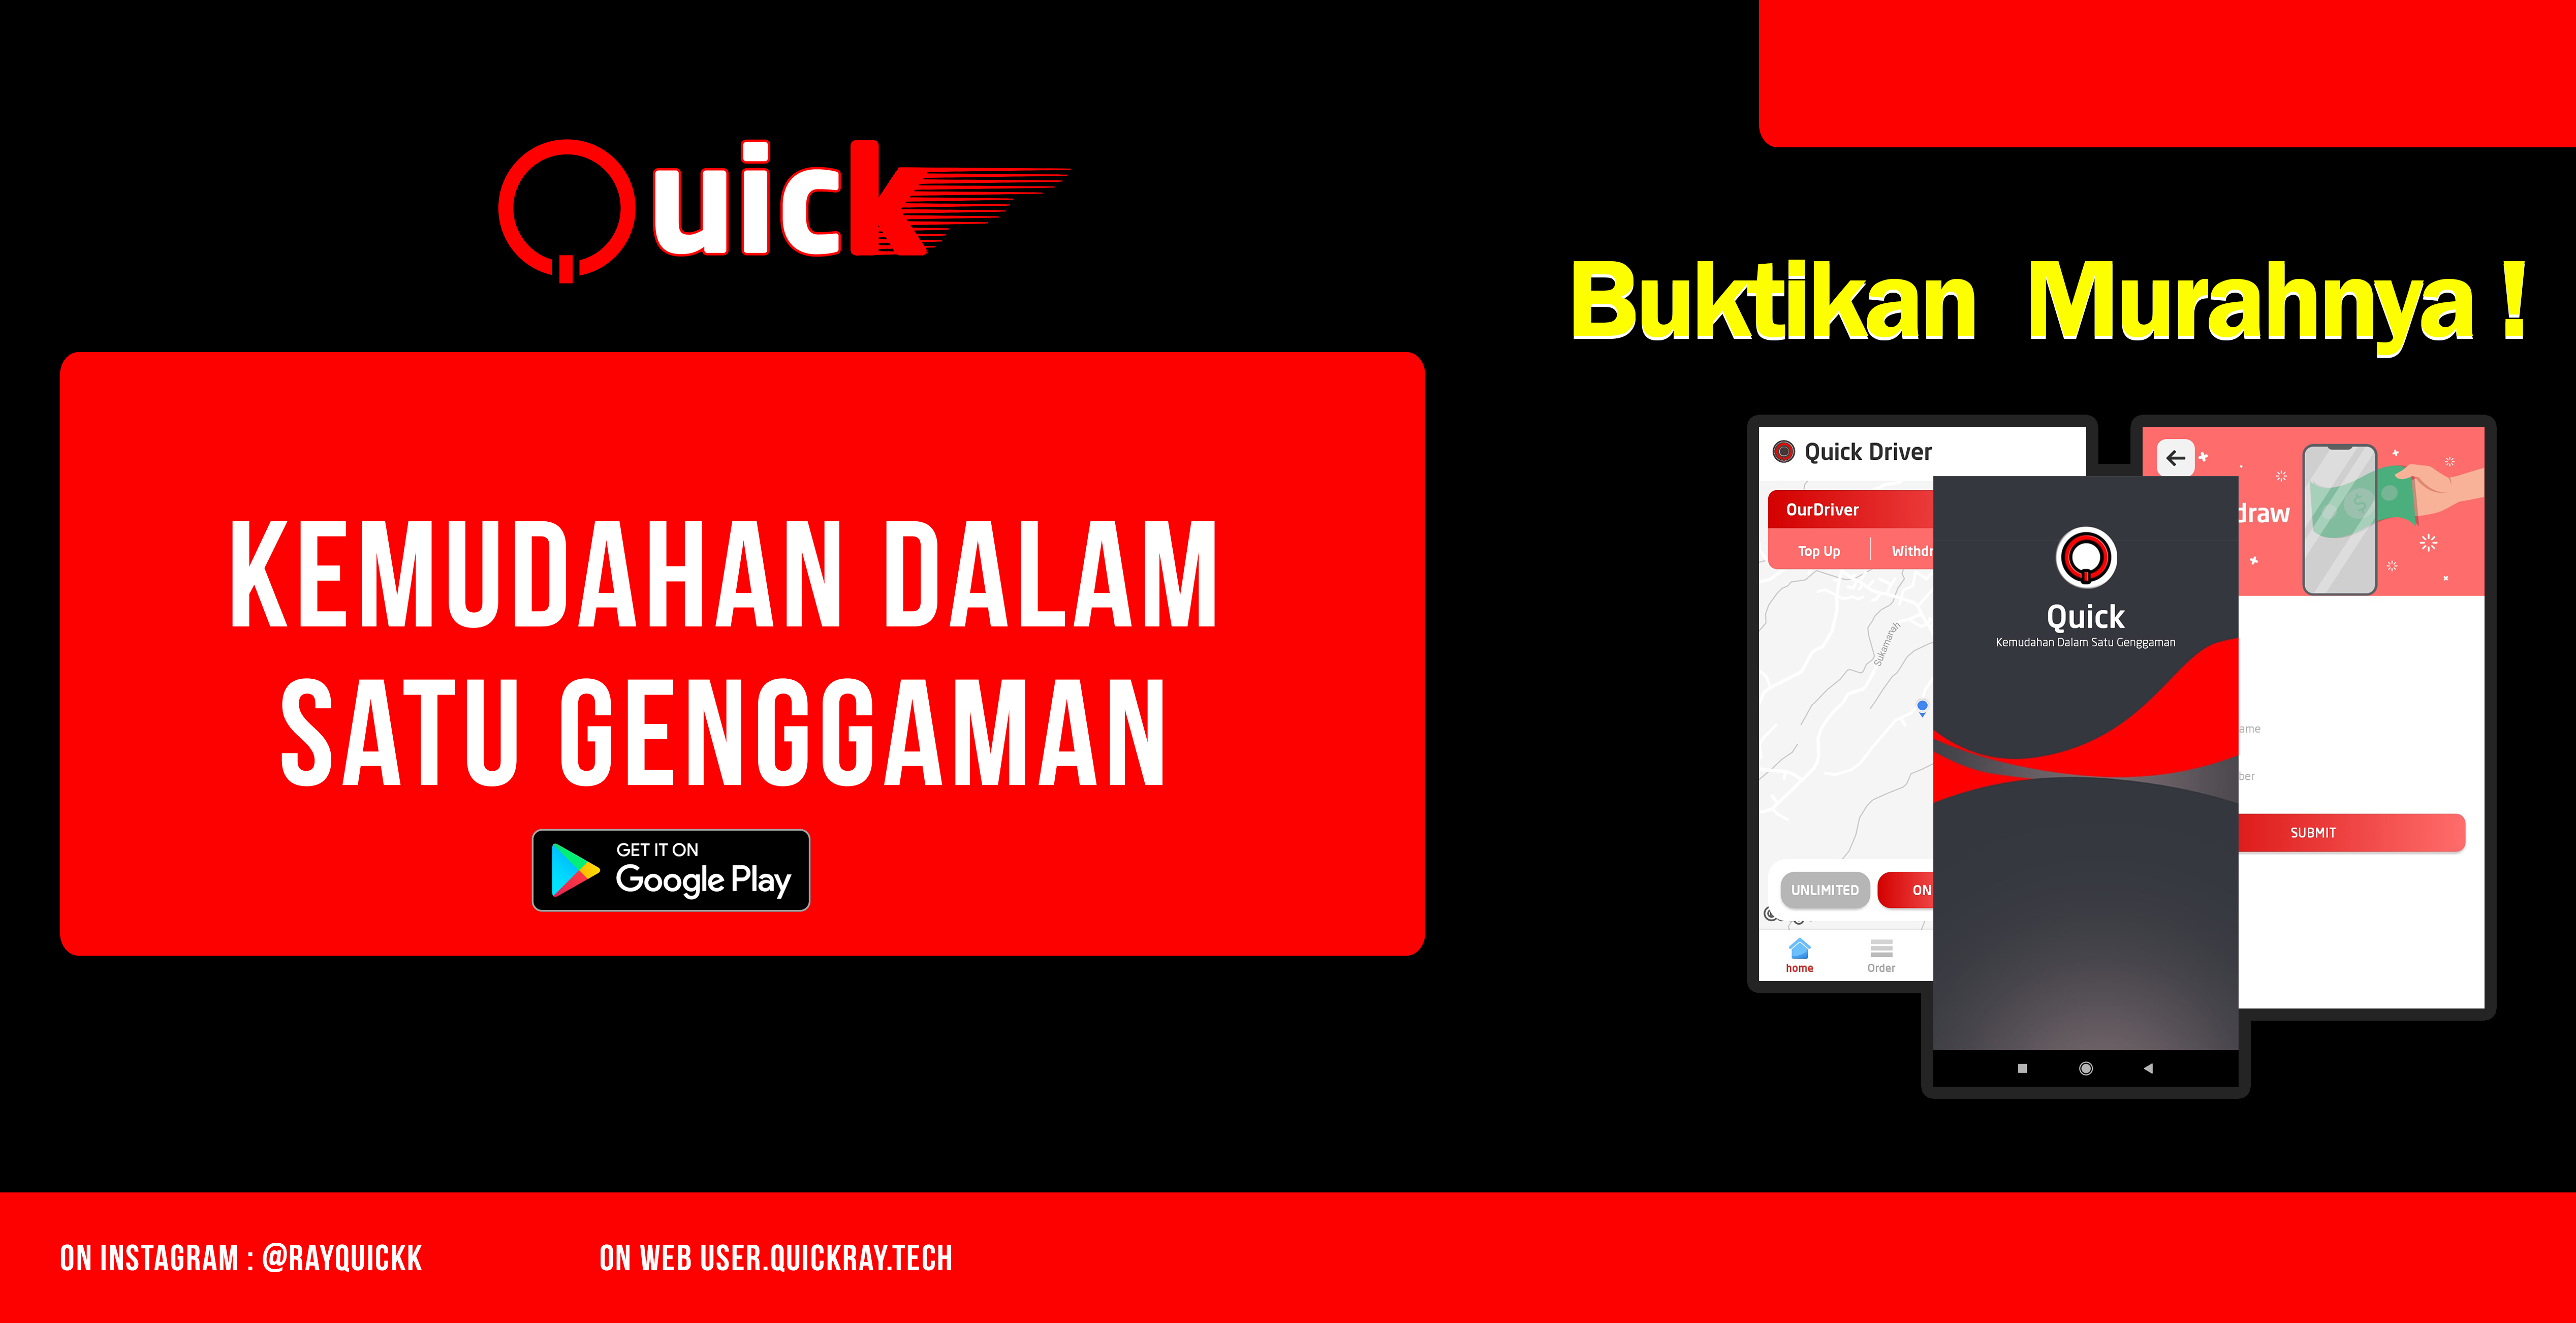 Quick
Buktikan Murahnya !
KEMUDAHAN DALAM
SATU GENGGAMAN
GET IT ON
Google Play
Quick Driver
OurDriver
Top Up
Sukamanah
UNLIMITED
ON
home
Order
Quick
Kemudahan Dalam Satu Genggaman
SUBMIT
ON INSTAGRAM : @RAYQUICKK
ON WEB USER.QUICKRAY.TECH